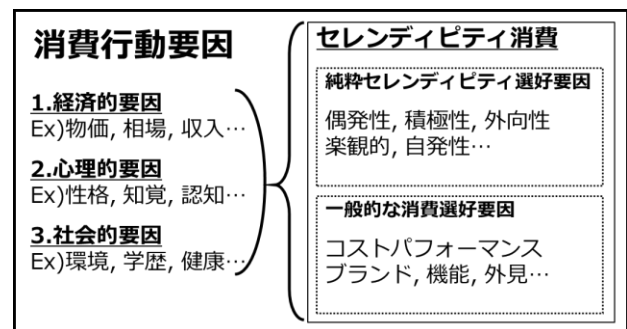 消費行動要因
1.経済的要因
Ex)物価, 相場, 収入…
2.心理的要因
Ex)性格, 知覚, 認知…
3.社会的要因
Ex)環境, 学歴, 健康…
セレンディピティ消費
純粋セレンディピティ選好要因
偶発性, 積極性, 外向性
楽観的, 自発性…
一般的な消費選好要因
コストパフォーマンス
ブランド, 機能, 外見…